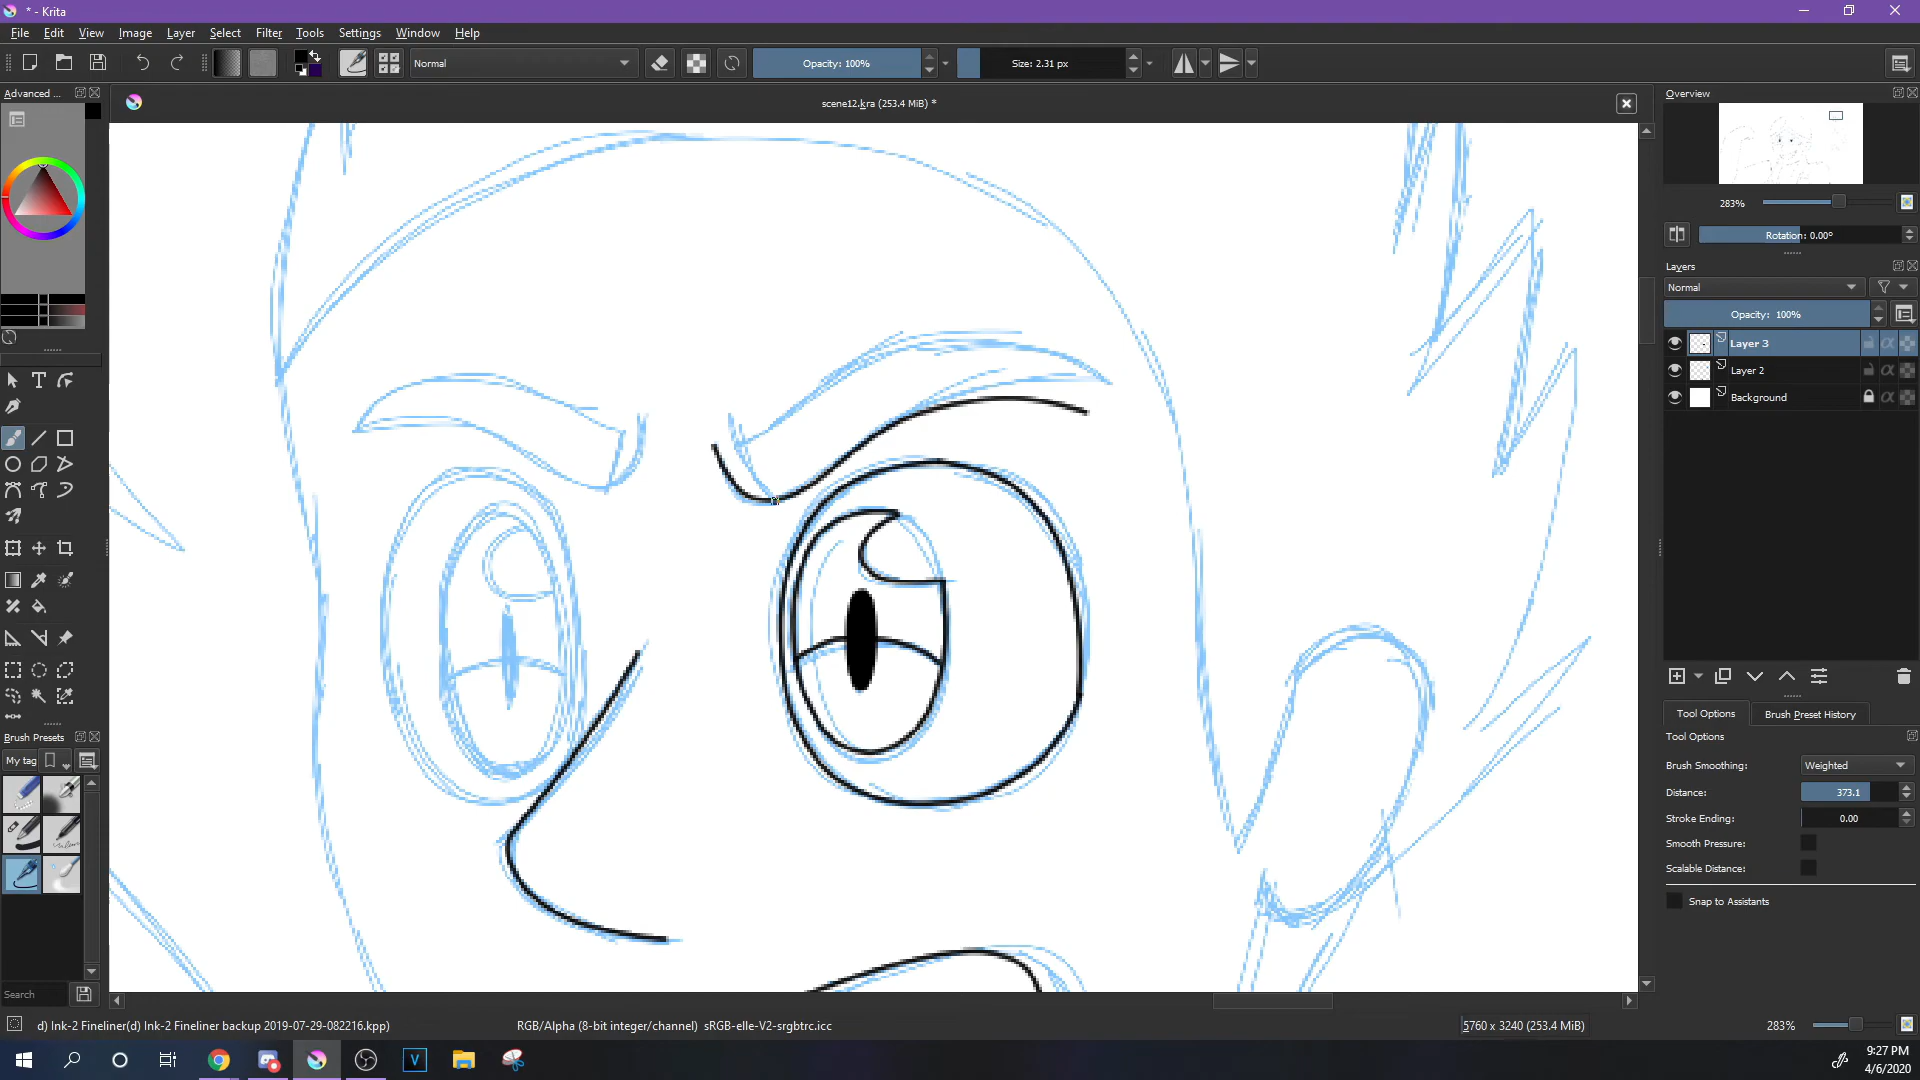 * - Krita
File Edit View Image Layer Select Filter Tools Settings Window Help
Normal Opacity: 100% Size: 2.31 px
Advanced ...
scene12.kra (253.4 MiB) *
Overview
283%
Rotation: 0.00°
Layers
Normal
Opacity: 100%
Layer 3
Layer 2
Background
Tool Options Brush Preset History
Tool Options
Brush Smoothing: Weighted
Distance: 373.1
Stroke Ending: 0.00
Smooth Pressure:
Scalable Distance:
Snap to Assistants
Brush Presets
My tag
Search
d) Ink-2 Fineliner(d) Ink-2 Fineliner backup 2019-07-29-082216.kpp)
RGB/Alpha (8-bit integer/channel) sRGB-elle-V2-srgbtrc.icc
5760 x 3240 (253.4 MiB)
283%
9:27 PM
4/6/2020